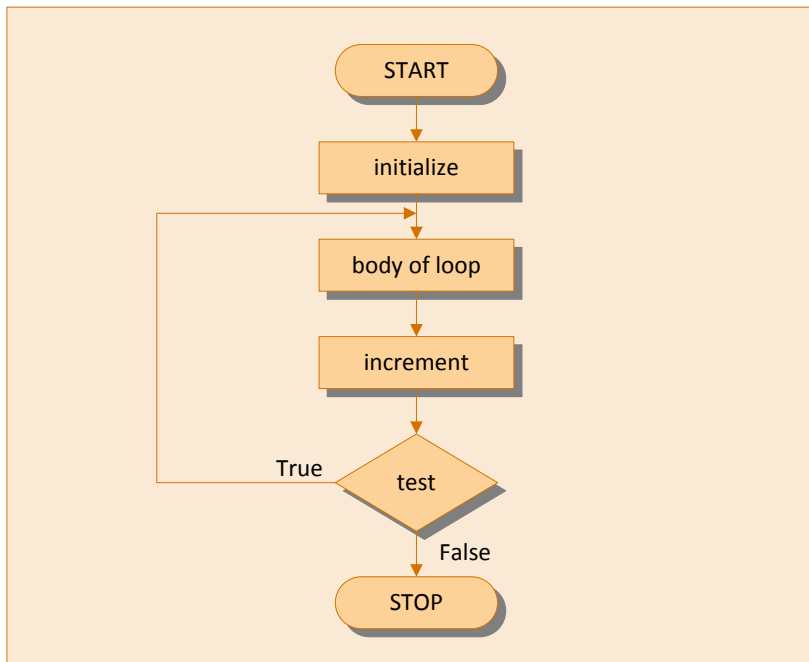 START
initialize
body of loop
increment
True
test
False
STOP